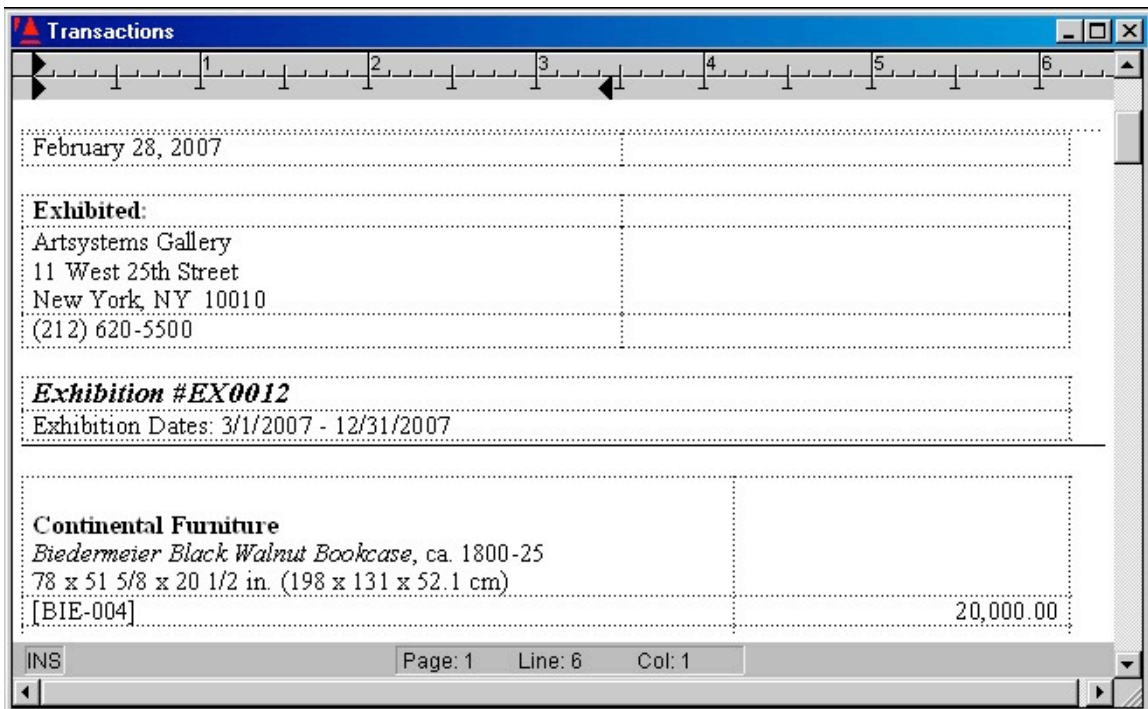 Transactions
1 2 3 4 5 6
February 28, 2007
Exhibited:
Artsystems Gallery
11 West 25th Street
New York, NY 10010
(212) 620-5500
Exhibition #EX0012
Exhibition Dates: 3/1/2007 - 12/31/2007
Continental Furniture
Biedermeier Black Walnut Bookcase, ca. 1800-25
78 x 51 5/8 x 20 1/2 in. (198 x 131 x 52.1 cm)
[BIE-004] 20,000.00
INS Page: 1 Line: 6 Col: 1